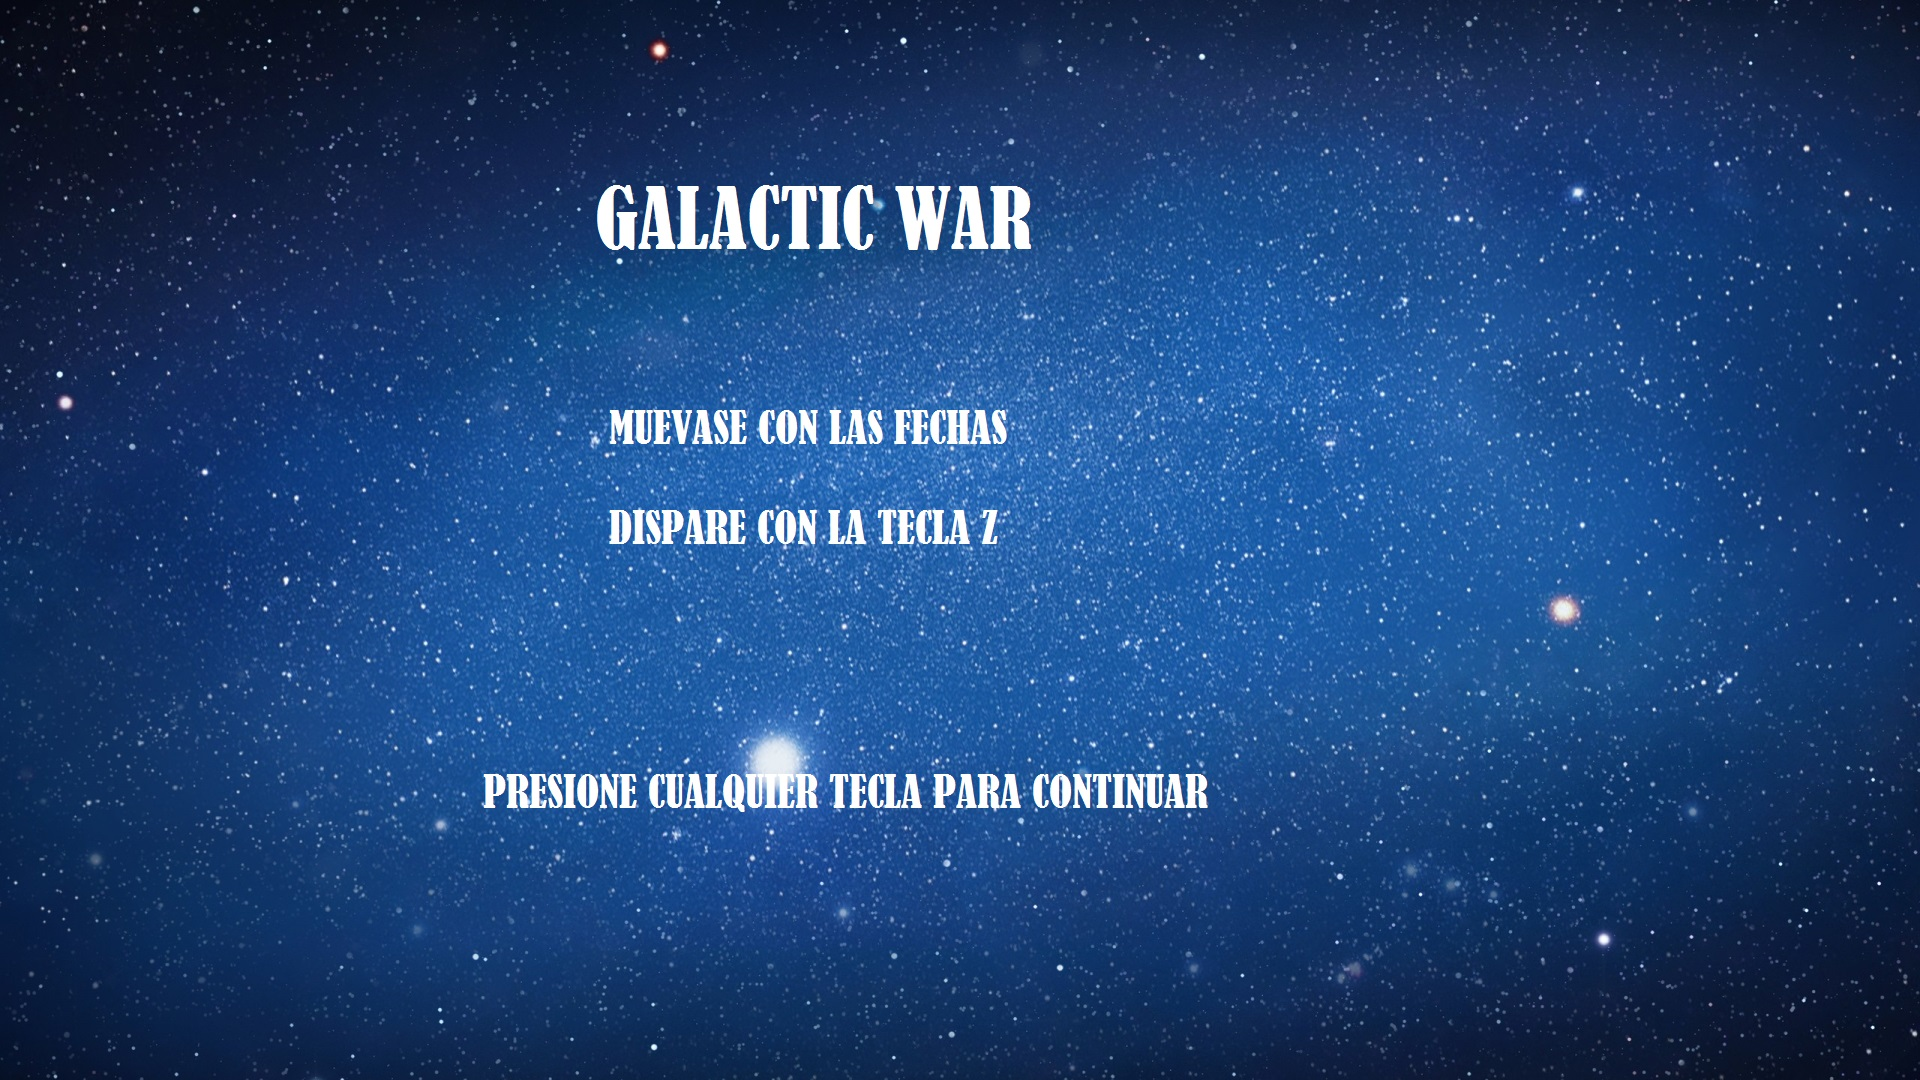 GALACTIC WAR
MUEVASE CON LAS FECHAS
DISPARE CON LA TECLA Z
PRESIONE CUALQUIER TECLA PARA CONTINUAR